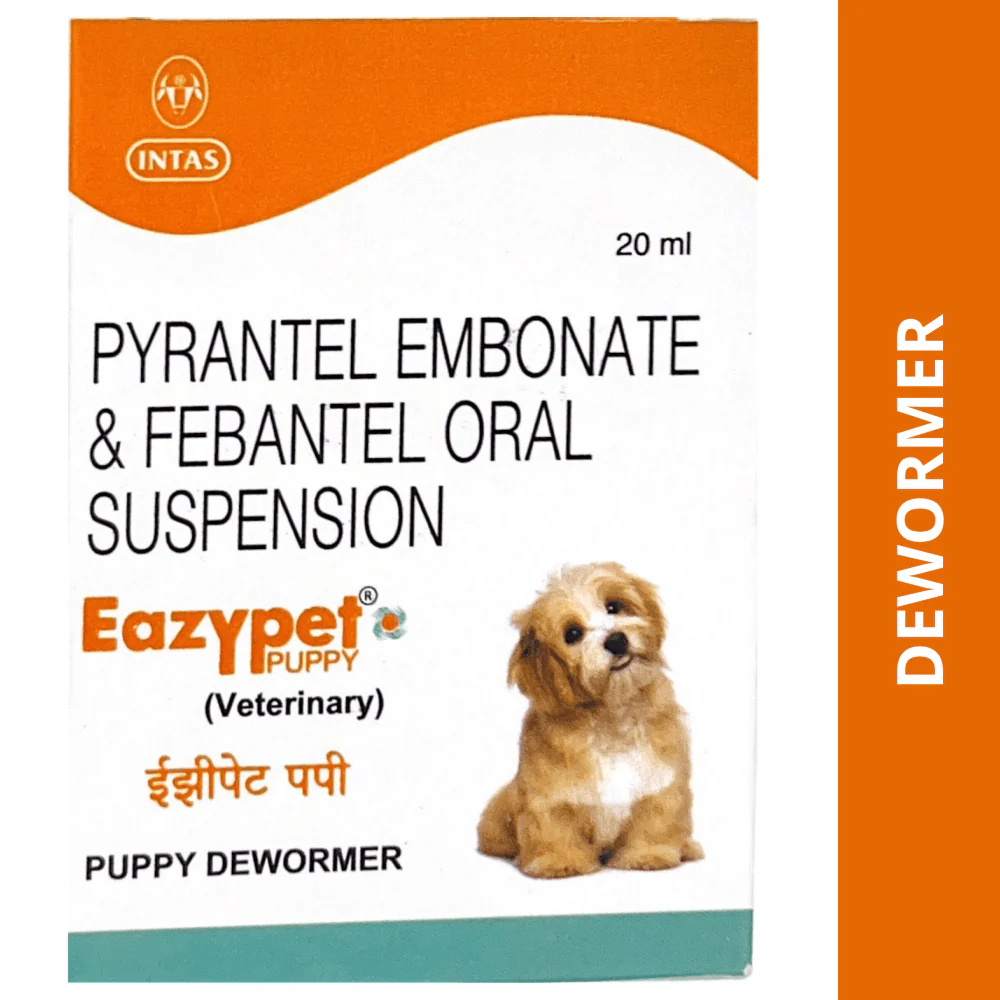 INTAS
20 ml
PYRANTEL EMBONATE
& FEBANTEL ORAL
SUSPENSION
Eazypet®
PUPPY
(Veterinary)
ईझीपेट पपी
PUPPY DEWORMER
DEWORMER